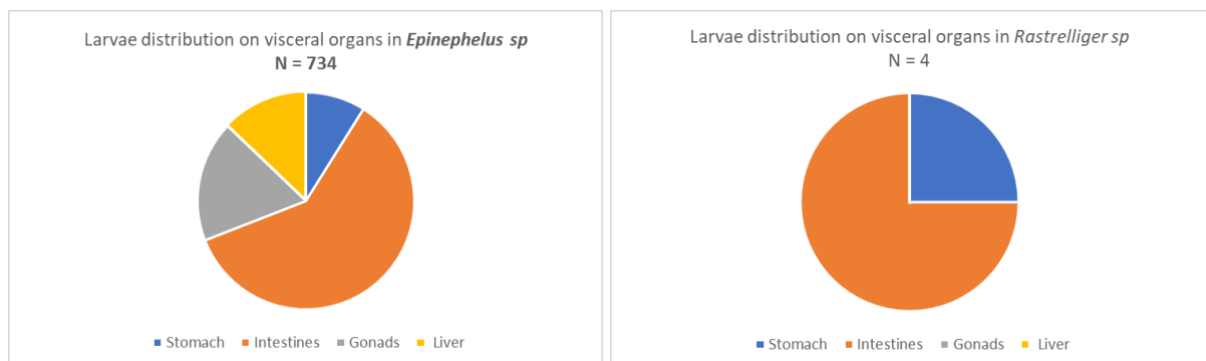 Larvae distribution on visceral organs in Epinephelus sp
N = 734
Stomach Intestines Gonads Liver
Larvae distribution on visceral organs in Rastrelliger sp
N = 4
Stomach Intestines Gonads Liver